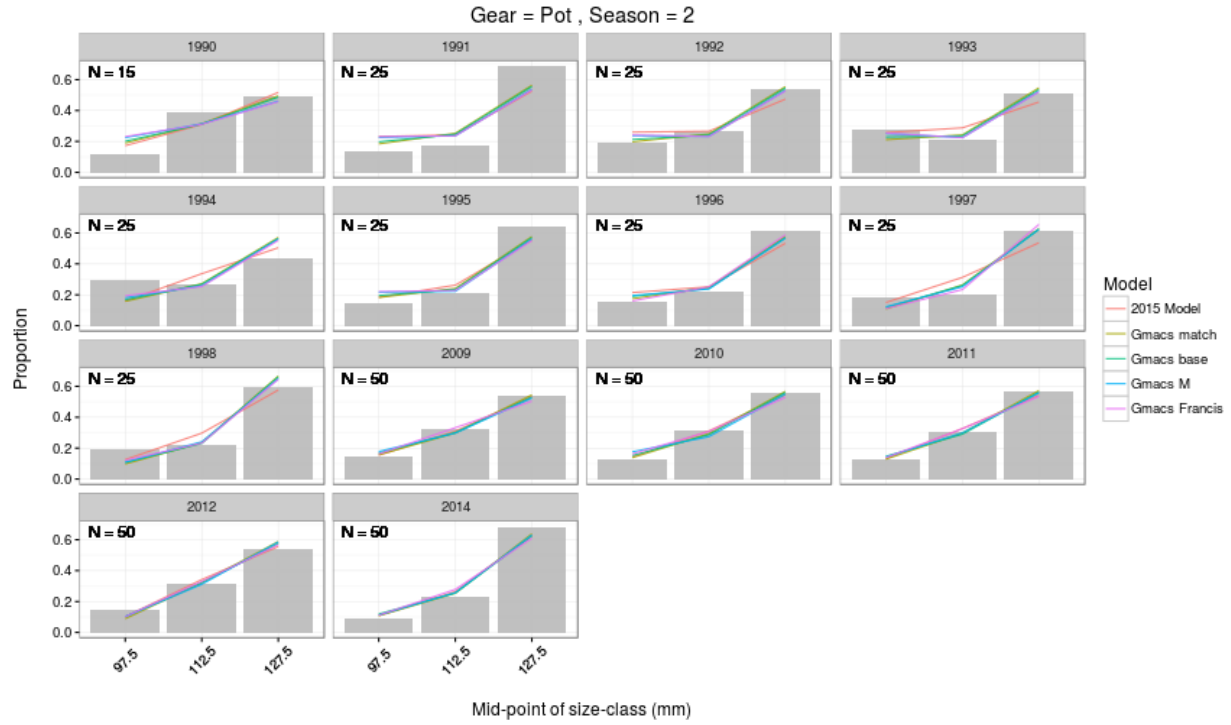 Gear = Pot , Season = 2
1990 1991 1992 1993
N = 15 N = 25 N = 25 N = 25
0.6
0.4
0.2
0.0
1994 1995 1996 1997
N = 25 N = 25 N = 25 N = 25
0.6
0.4
0.2
0.0
1998 2009 2010 2011
N = 25 N = 50 N = 50 N = 50
0.6
0.4
0.2
0.0
2012 2014
N = 50 N = 50
0.6
0.4
0.2
0.0
97.5 112.5 127.5 97.5 112.5 127.5
Proportion
Mid-point of size-class (mm)
Model
2015 Model
Gmacs match
Gmacs base
Gmacs M
Gmacs Francis